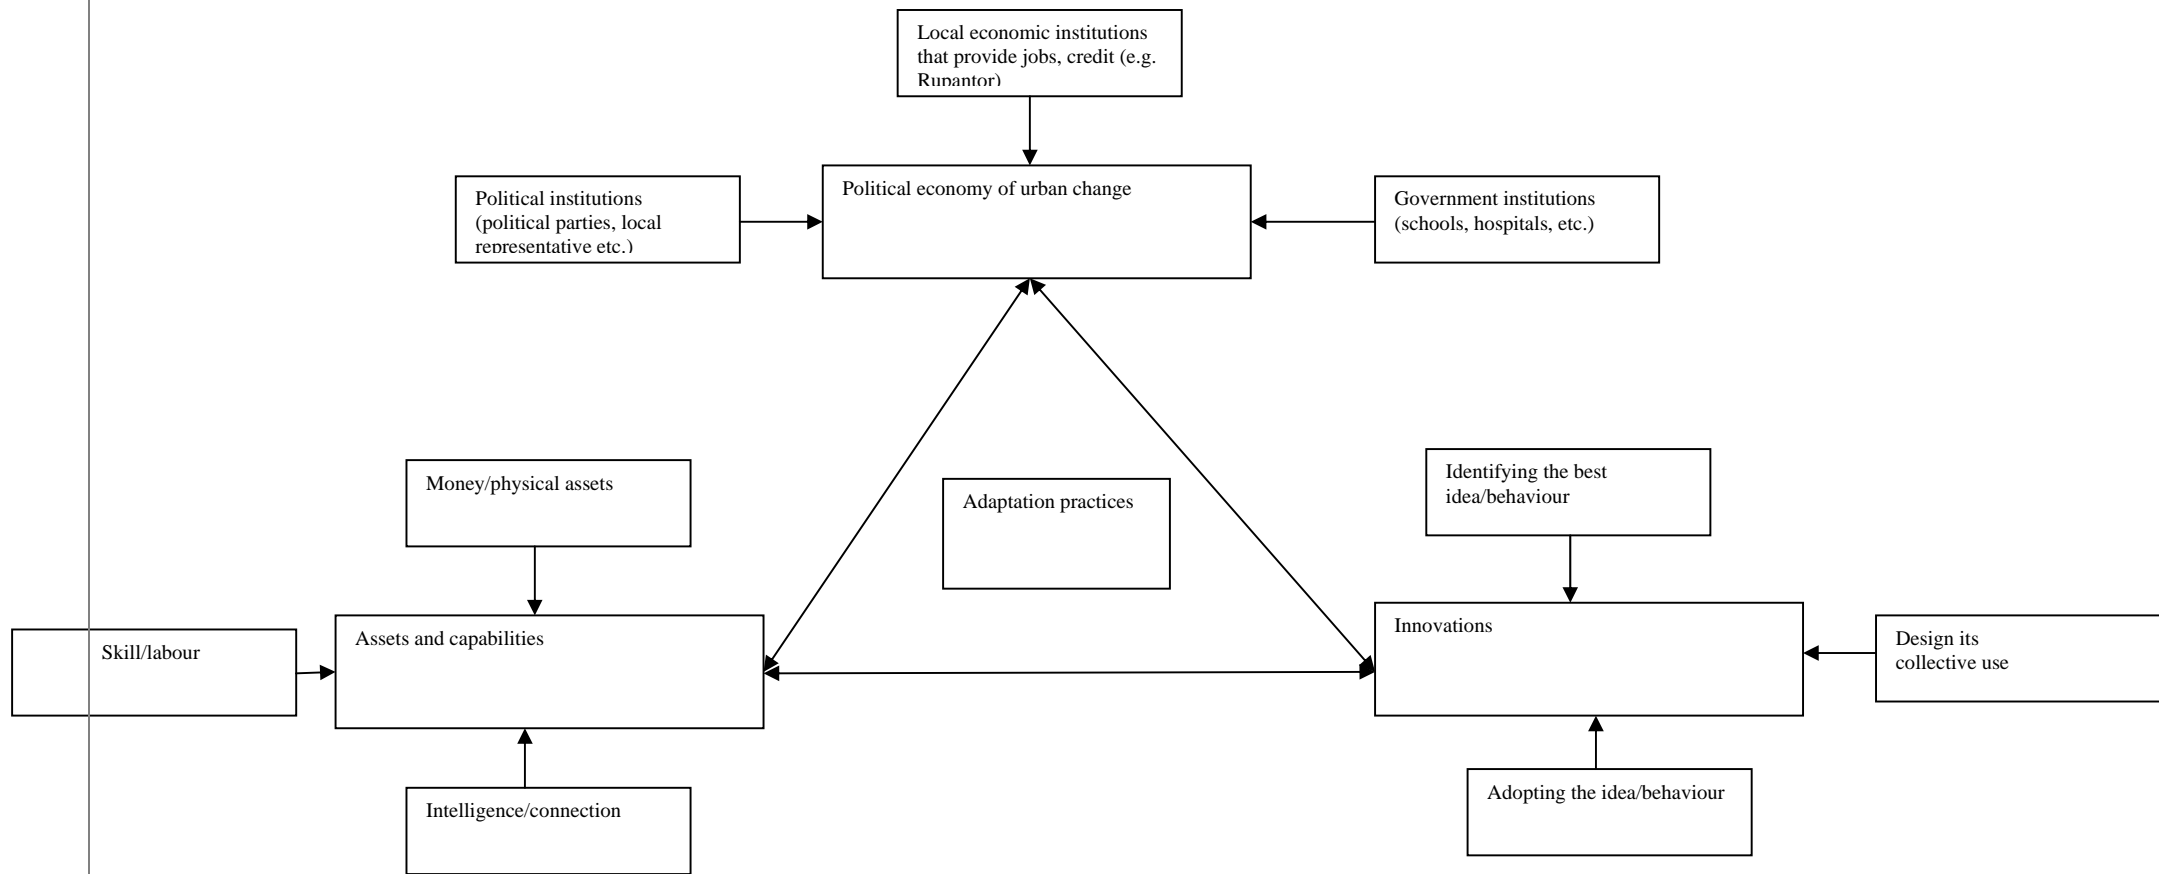 Local economic institutions
that provide jobs, credit (e.g.
Rupantor)
Political economy of urban change
Political institutions
(political parties, local
representative etc.)
Government institutions
(schools, hospitals, etc.)
Money/physical assets
Adaptation practices
Identifying the best
idea/behaviour
Skill/labour
Assets and capabilities
Innovations
Design its
collective use
Intelligence/connection
Adopting the idea/behaviour